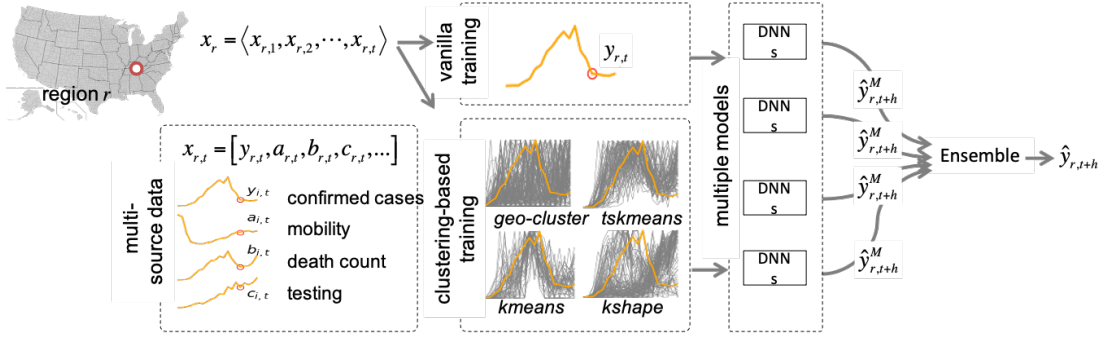 region r
x_r = ⟨x_{r,1}, x_{r,2}, ⋯, x_{r,t}⟩
vanilla
training
y_{r,t}
multi-
source data
x_{r,t} = [y_{r,t}, a_{r,t}, b_{r,t}, c_{r,t}, ...]
y_{i,t}
confirmed cases
a_{i,t}
mobility
b_{i,t}
death count
c_{i,t}
testing
clustering-based
training
geo-cluster
tskmeans
kmeans
kshape
multiple models
DNN
s
DNN
s
DNN
s
DNN
s
ŷ^M_{r,t+h}
ŷ^M_{r,t+h}
ŷ^M_{r,t+h}
ŷ^M_{r,t+h}
Ensemble
ŷ_{r,t+h}